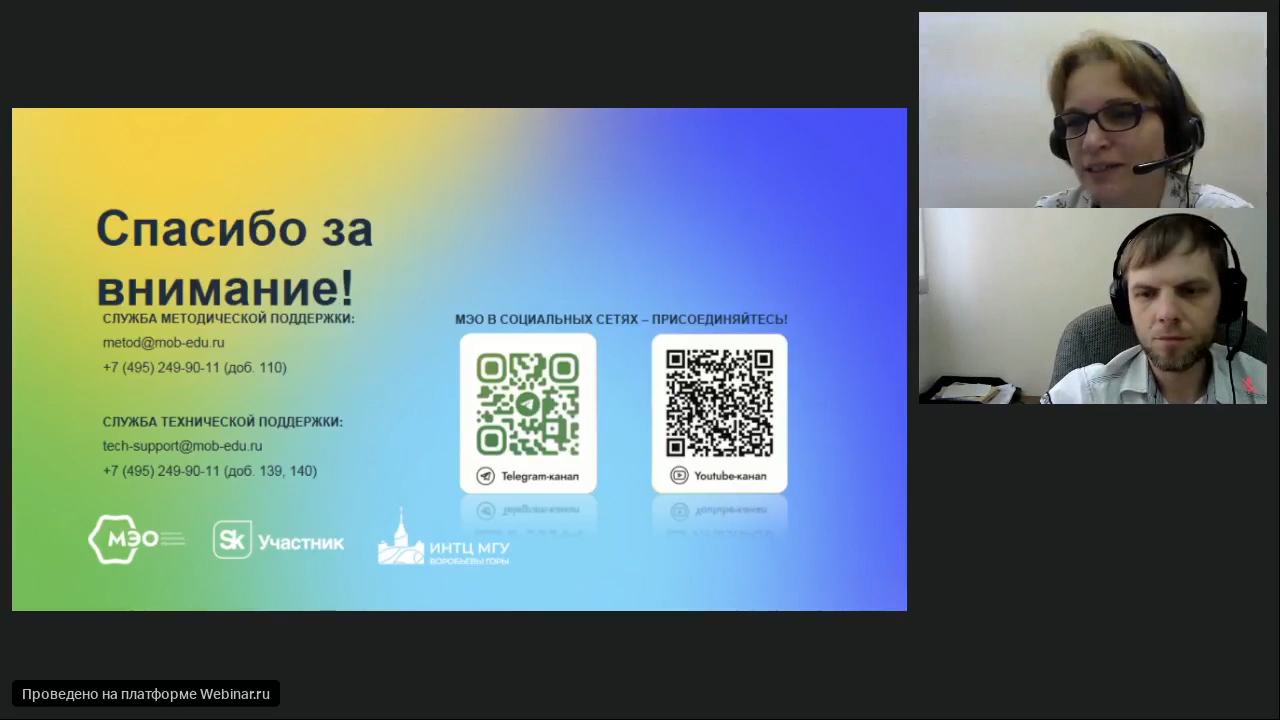 Спасибо за
внимание!
СЛУЖБА МЕТОДИЧЕСКОЙ ПОДДЕРЖКИ:
metod@mob-edu.ru
+7 (495) 249-90-11 (доб. 110)
СЛУЖБА ТЕХНИЧЕСКОЙ ПОДДЕРЖКИ:
tech-support@mob-edu.ru
+7 (495) 249-90-11 (доб. 139, 140)
МЭО В СОЦИАЛЬНЫХ СЕТЯХ – ПРИСОЕДИНЯЙТЕСЬ!
Telegram-канал
Youtube-канал
МЭО
Sk Участник
ИНТЦ МГУ
ВОРОБЬЕВЫ ГОРЫ
Проведено на платформе Webinar.ru